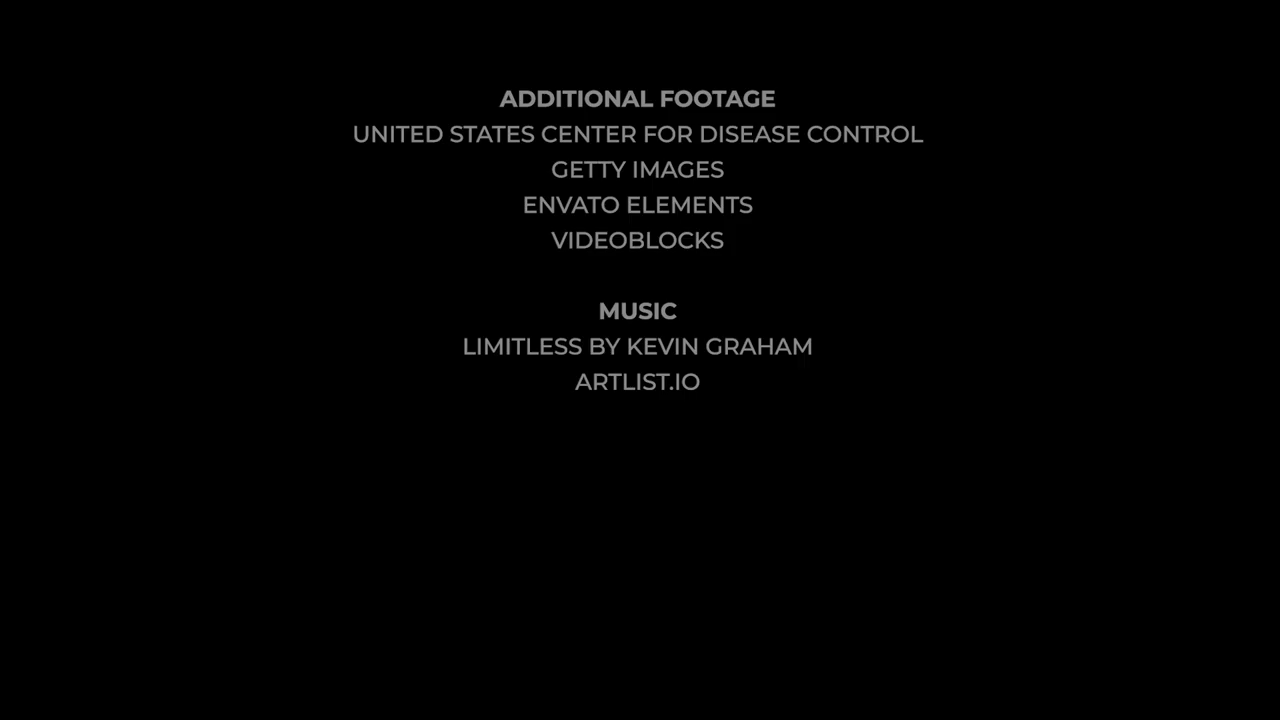 ADDITIONAL FOOTAGE
UNITED STATES CENTER FOR DISEASE CONTROL
GETTY IMAGES
ENVATO ELEMENTS
VIDEOBLOCKS
MUSIC
LIMITLESS BY KEVIN GRAHAM
ARTLIST.IO